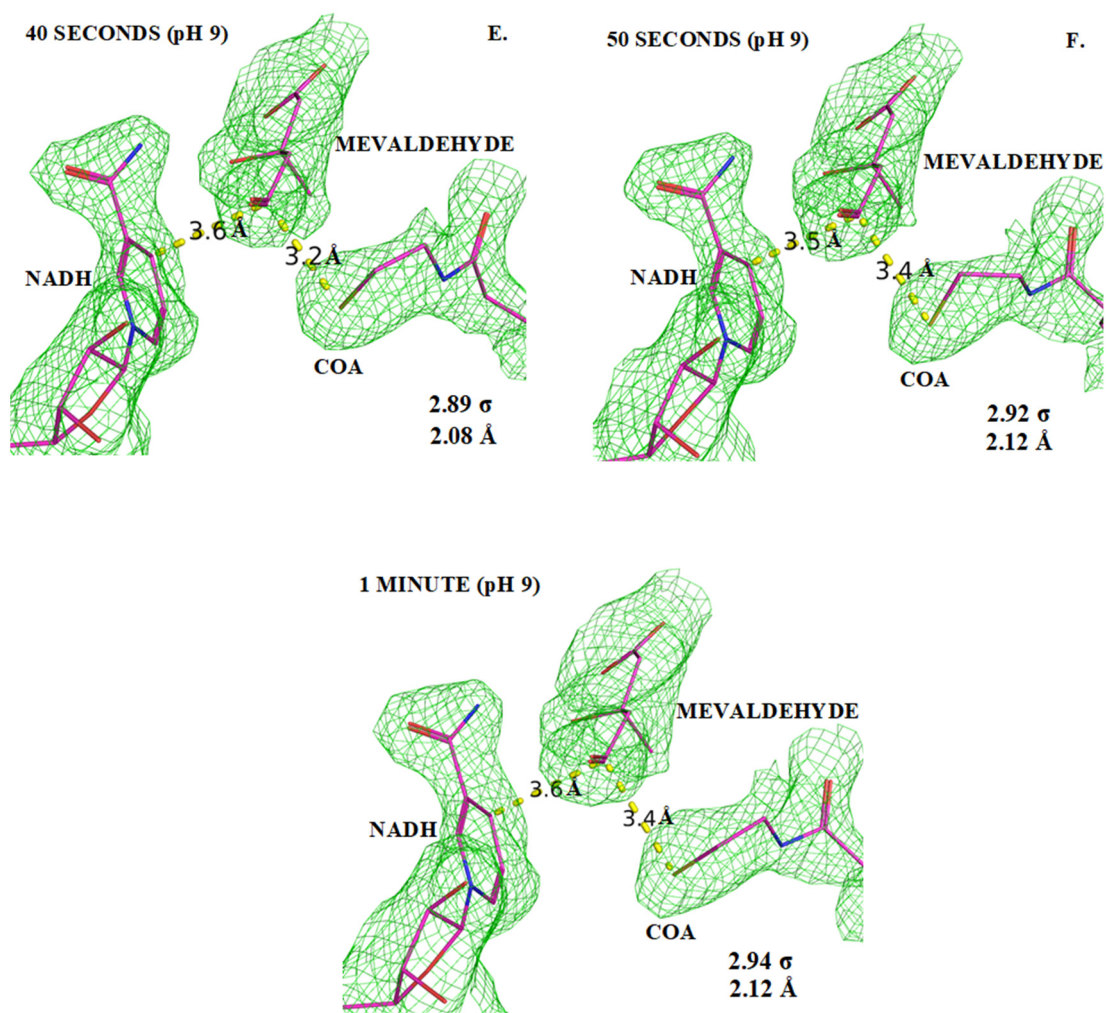 40 SECONDS (pH 9)
E.
MEVALDEHYDE
3.6 Å
3.2 Å
NADH
COA
2.89 σ
2.08 Å
50 SECONDS (pH 9)
F.
MEVALDEHYDE
3.5 Å
3.4 Å
NADH
COA
2.92 σ
2.12 Å
1 MINUTE (pH 9)
MEVALDEHYDE
3.6 Å
3.4 Å
NADH
COA
2.94 σ
2.12 Å